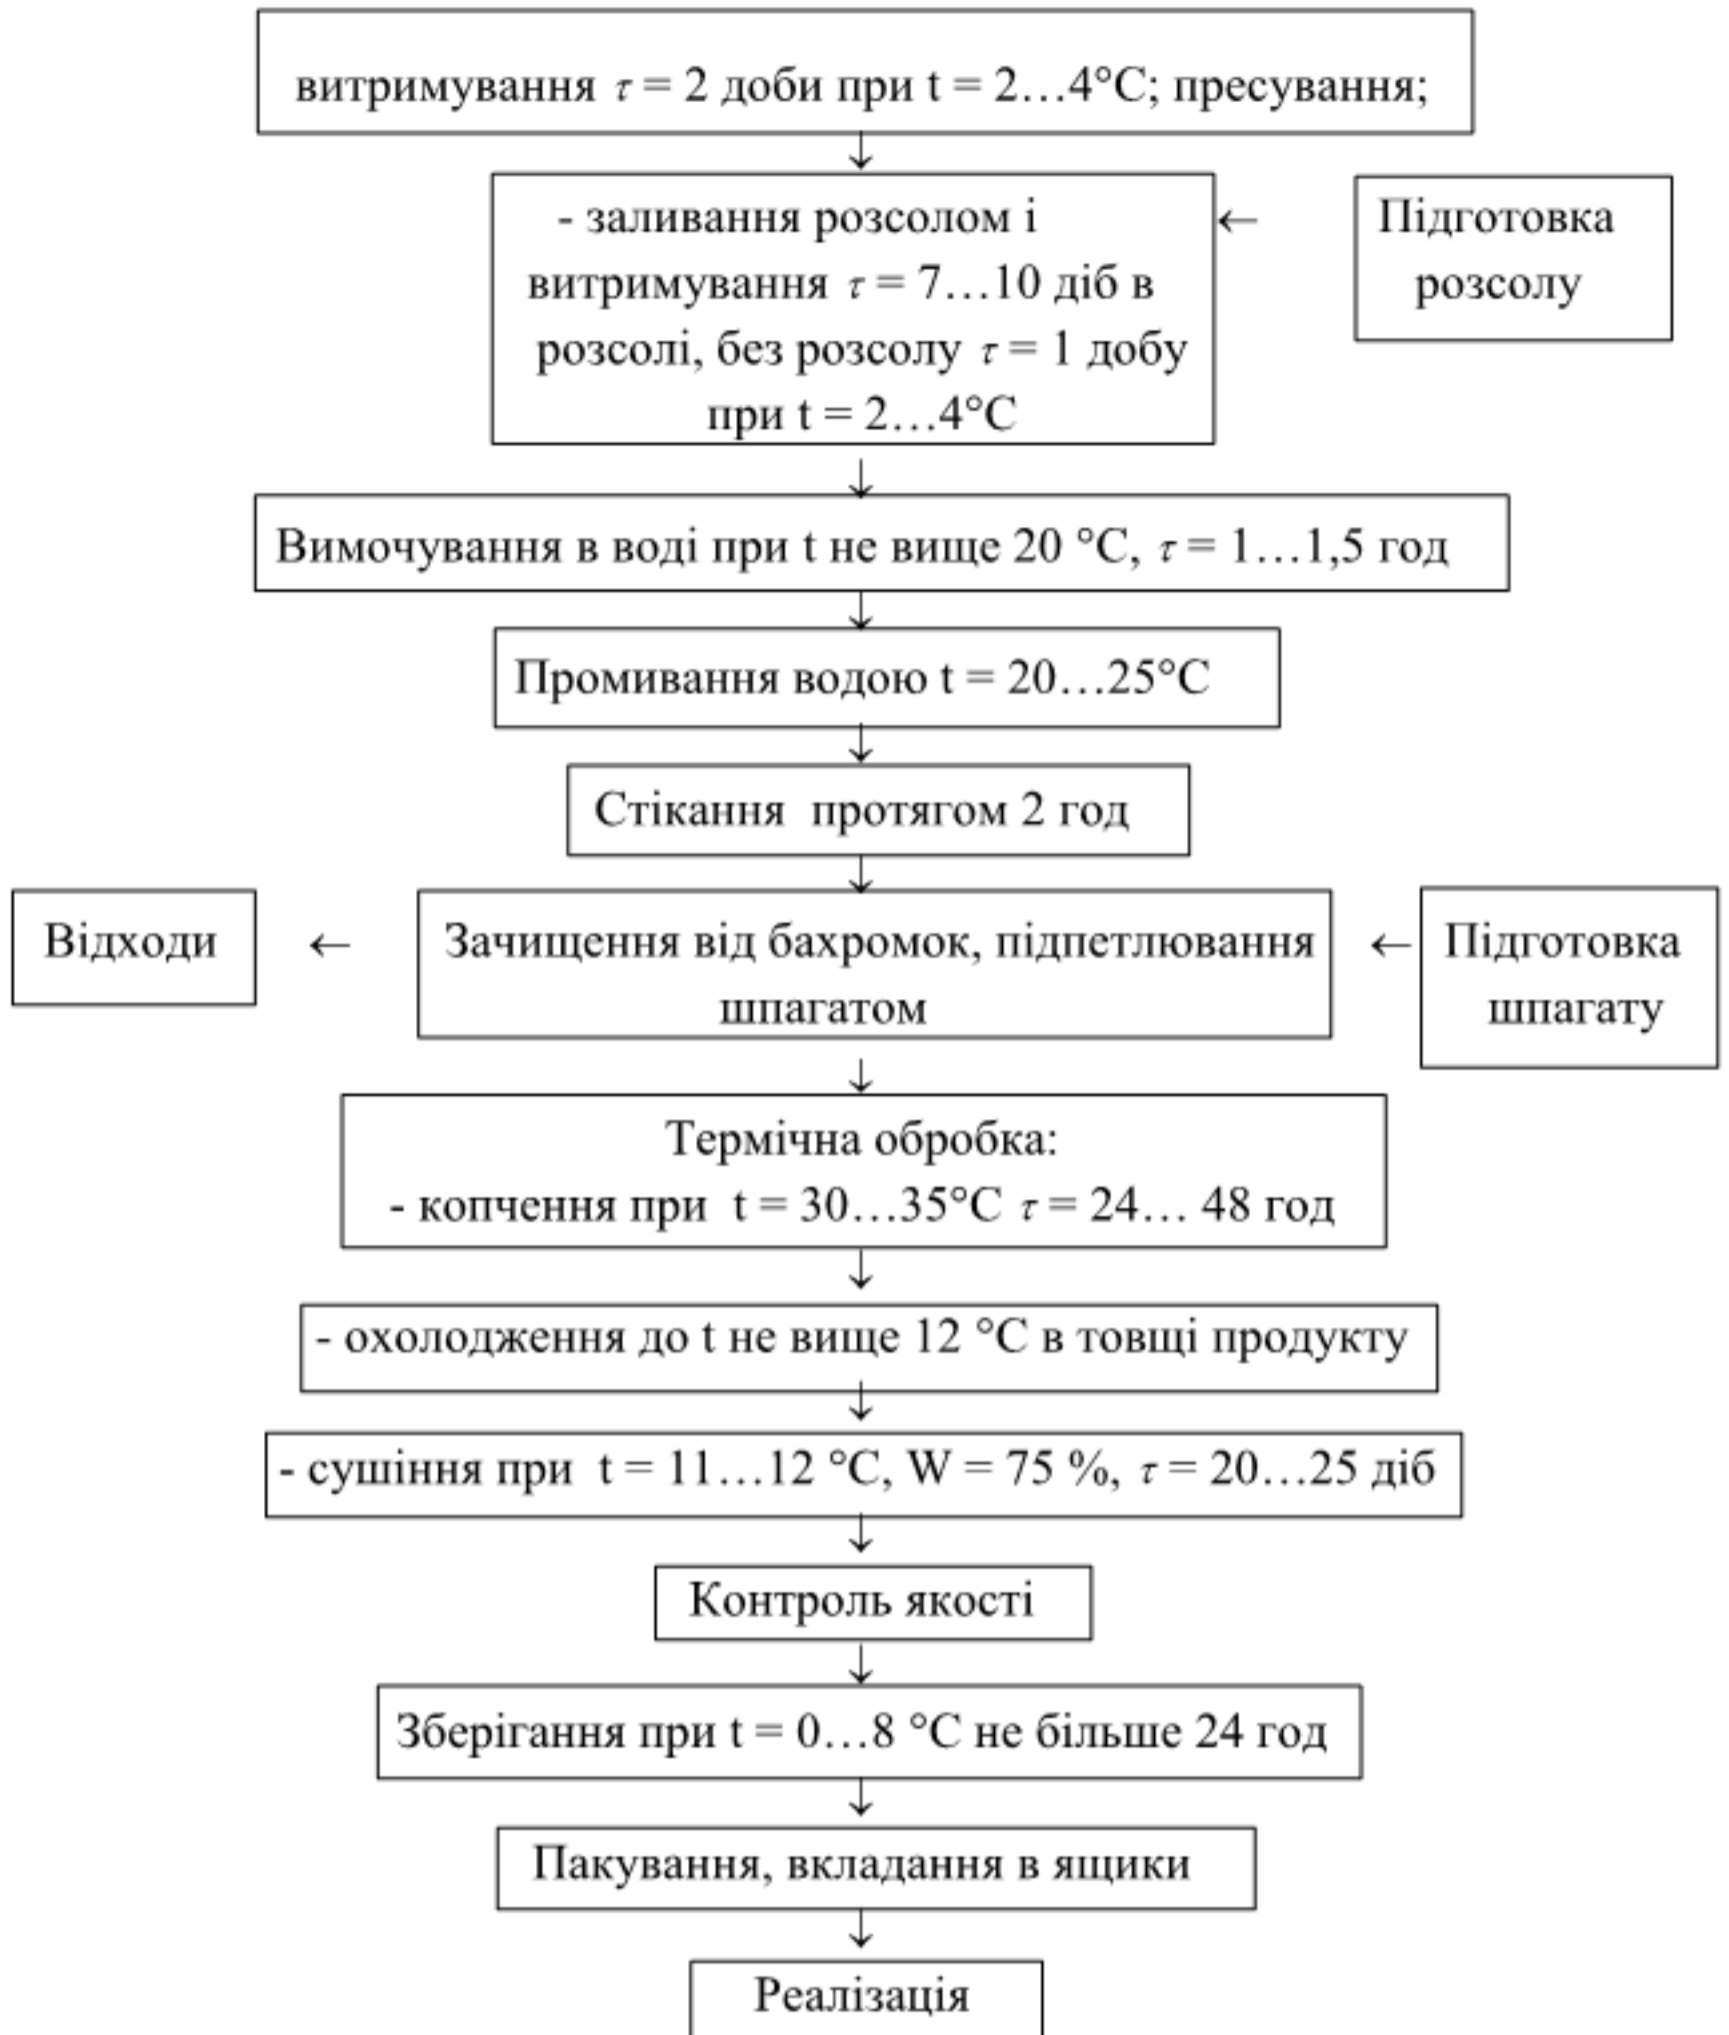 витримування τ = 2 доби при t = 2…4°С; пресування;
- заливання розсолом і
витримування τ = 7…10 діб в
розсолі, без розсолу τ = 1 добу
при t = 2…4°С
Підготовка
розсолу
Вимочування в воді при t не вище 20 °С, τ = 1…1,5 год
Промивання водою t = 20…25°С
Стікання протягом 2 год
Відходи
Зачищення від бахромок, підпетлювання
шпагатом
Підготовка
шпагату
Термічна обробка:
- копчення при t = 30…35°С τ = 24… 48 год
- охолодження до t не вище 12 °С в товщі продукту
- сушіння при t = 11…12 °С, W = 75 %, τ = 20…25 діб
Контроль якості
Зберігання при t = 0…8 °С не більше 24 год
Пакування, вкладання в ящики
Реалізація